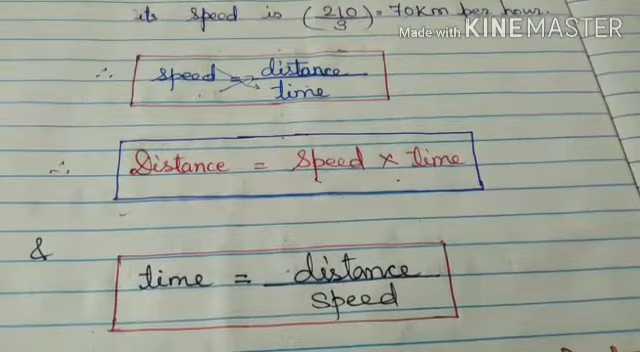 its speed is (210/3) = 70Km per hour.
Made with KINEMASTER
∴ speed = distance/time
∴ Distance = Speed × time
& time = distance/speed